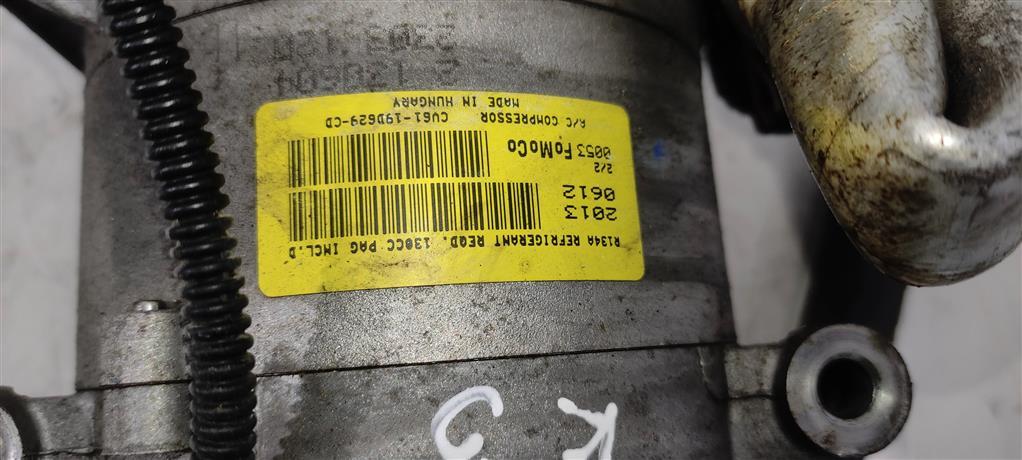 R134A REFRIGERANT REQD. 130CC PAG INCL.D
2013
0612
2/2
0053 FoMoCo
A/C COMPRESSOR CV61-19D629-CD
MADE IN HUNGARY
K